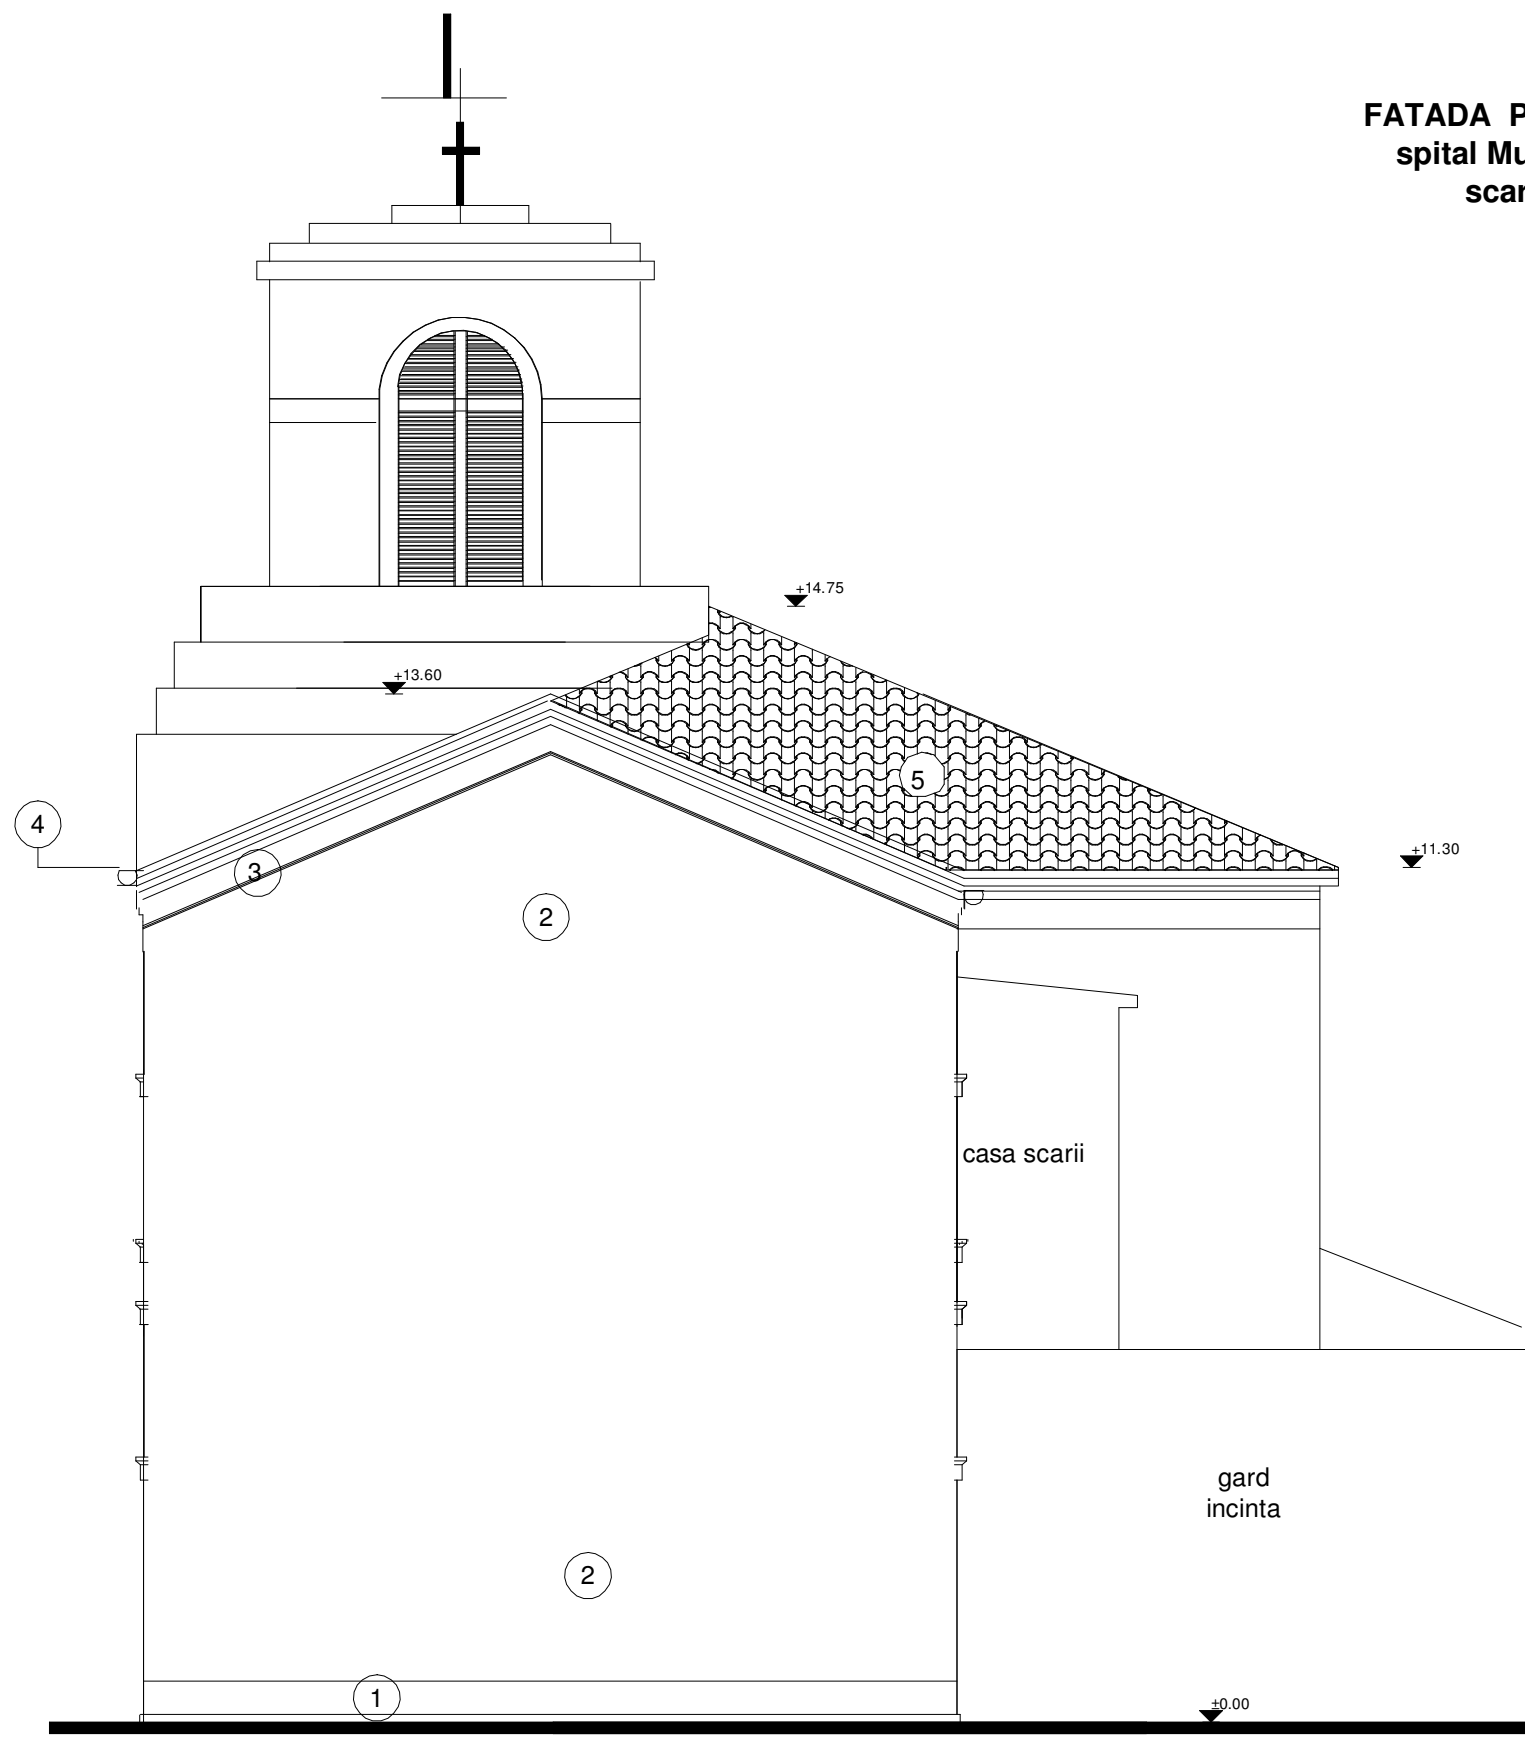 FATADA P
spital Mu
scar
+14.75
+13.60
5
4
+11.30
3
2
casa scarii
gard
incinta
2
1
±0.00